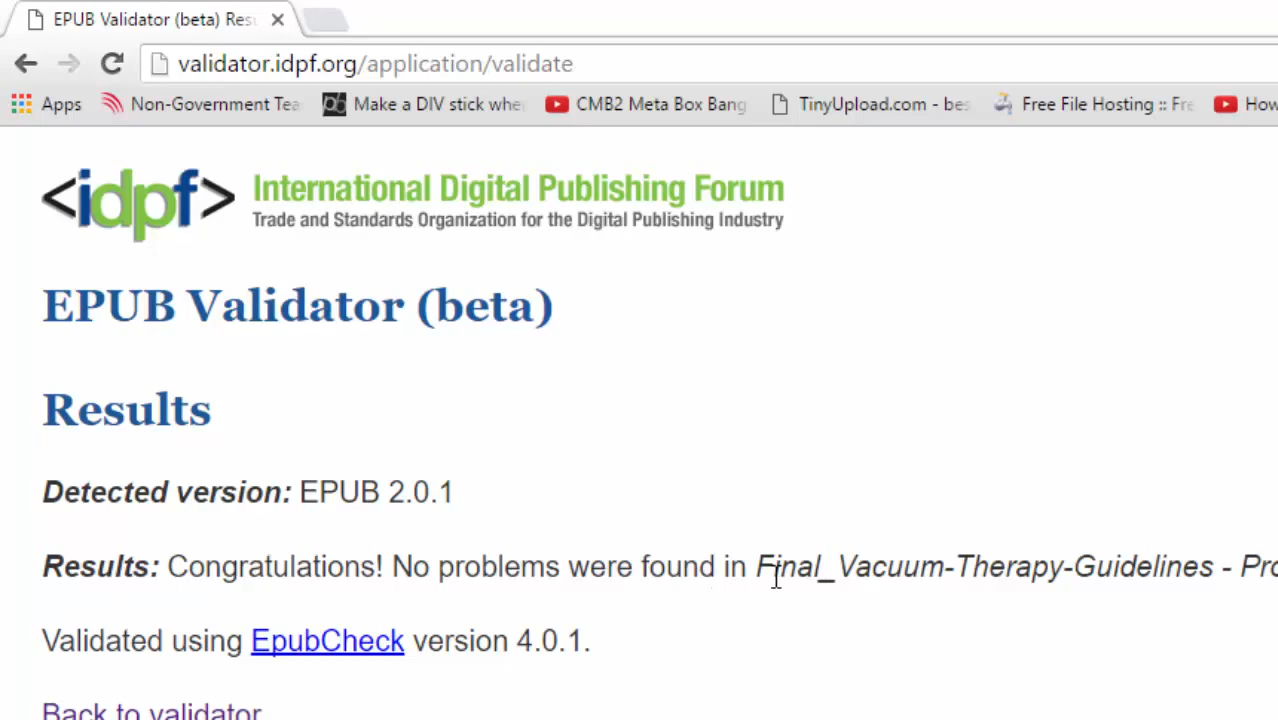 EPUB Validator (beta) Res
validator.idpf.org/application/validate
Apps Non-Government Tea Make a DIV stick whe CMB2 Meta Box Bang TinyUpload.com - bes Free File Hosting :: Fre How
<idpf> International Digital Publishing Forum
Trade and Standards Organization for the Digital Publishing Industry
EPUB Validator (beta)
Results
Detected version: EPUB 2.0.1
Results: Congratulations! No problems were found in Final_Vacuum-Therapy-Guidelines - Pro
Validated using EpubCheck version 4.0.1.
Back to validator